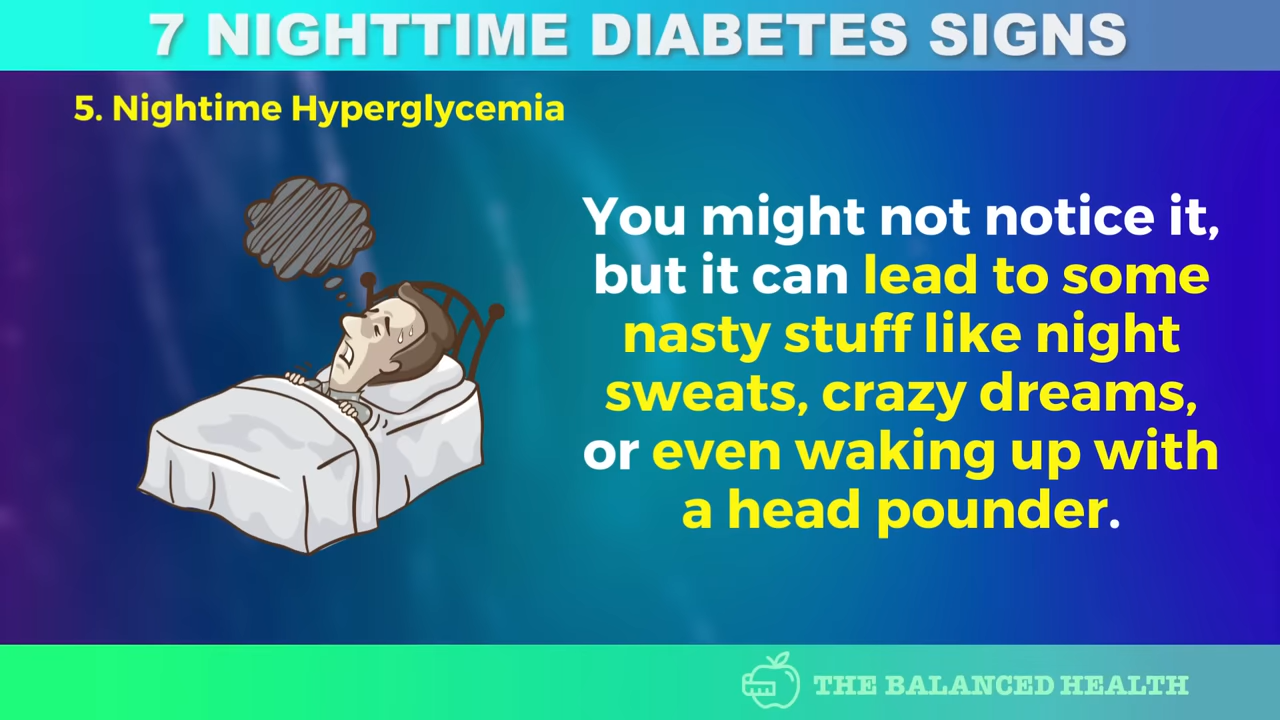 7 NIGHTTIME DIABETES SIGNS
5. Nightime Hyperglycemia
You might not notice it,
but it can lead to some
nasty stuff like night
sweats, crazy dreams,
or even waking up with
a head pounder.
THE BALANCED HEALTH